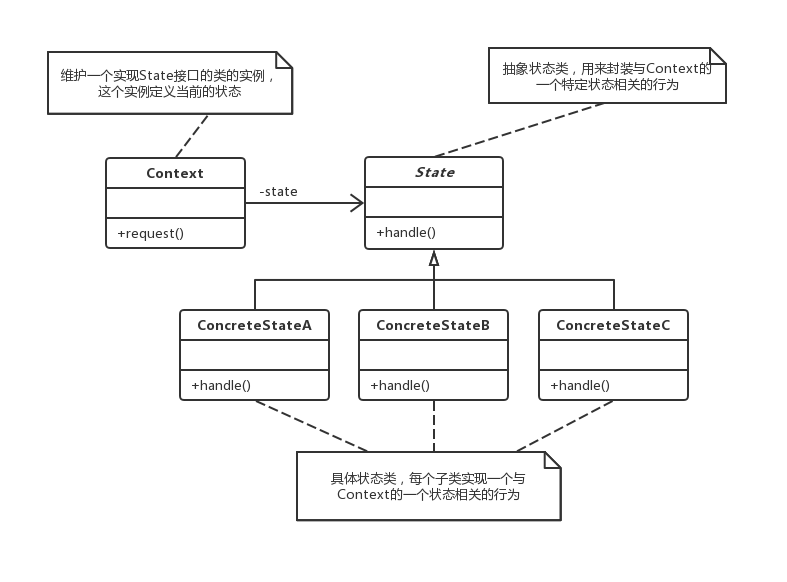 维护一个实现State接口的类的实例，
这个实例定义当前的状态
抽象状态类，用来封装与Context的
一个特定状态相关的行为
Context
+request()
-state
State
+handle()
ConcreteStateA
+handle()
ConcreteStateB
+handle()
ConcreteStateC
+handle()
具体状态类，每个子类实现一个与
Context的一个状态相关的行为